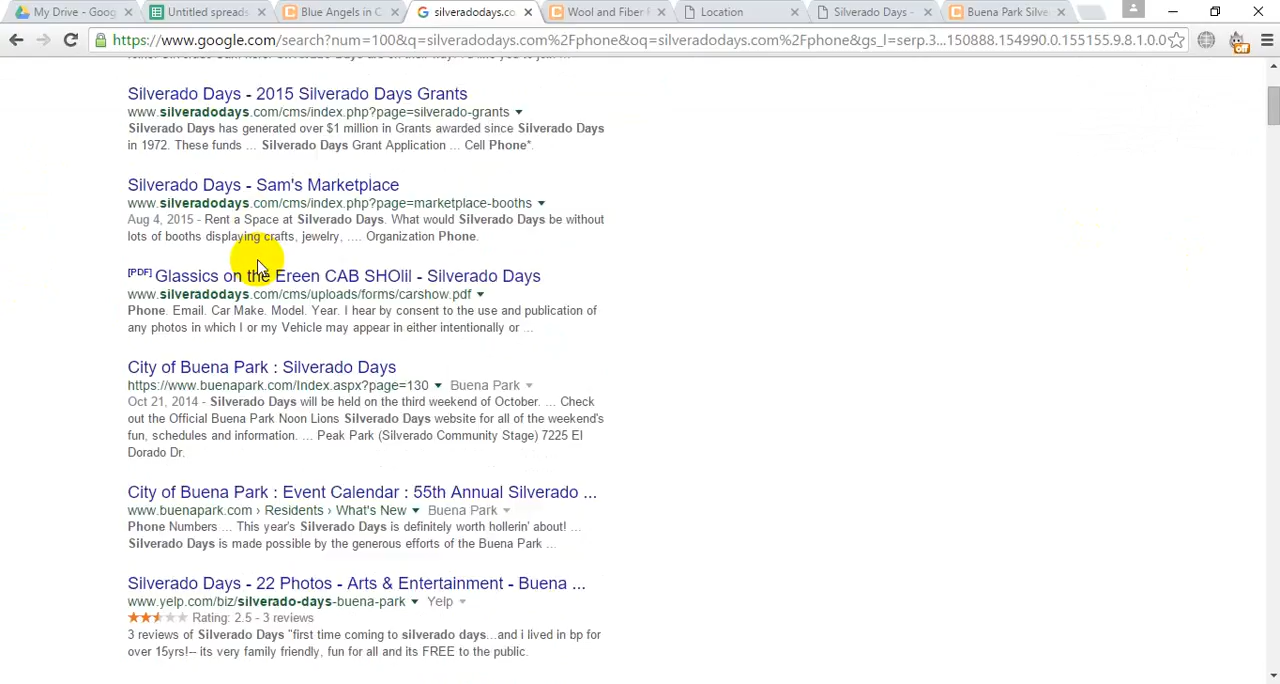 My Drive - Goog
Untitled spreads
Blue Angels in C
silveradodays.co
Wool and Fiber F
Location
Silverado Days -
Buena Park Silve
https://www.google.com/search?num=100&q=silveradodays.com%2Fphone&oq=silveradodays.com%2Fphone&gs_l=serp.3...150888.154990.0.155155.9.8.1.0.0
off
Silverado Days - 2015 Silverado Days Grants
www.silveradodays.com/cms/index.php?page=silverado-grants
Silverado Days has generated over $1 million in Grants awarded since Silverado Days
in 1972. These funds ... Silverado Days Grant Application ... Cell Phone*.
Silverado Days - Sam's Marketplace
www.silveradodays.com/cms/index.php?page=marketplace-booths
Aug 4, 2015 - Rent a Space at Silverado Days. What would Silverado Days be without
lots of booths displaying crafts, jewelry, .... Organization Phone.
[PDF] Glassics on the Ereen CAB SHOlil - Silverado Days
www.silveradodays.com/cms/uploads/forms/carshow.pdf
Phone. Email. Car Make. Model. Year. I hear by consent to the use and publication of
any photos in which I or my Vehicle may appear in either intentionally or ...
City of Buena Park : Silverado Days
https://www.buenapark.com/Index.aspx?page=130 Buena Park
Oct 21, 2014 - Silverado Days will be held on the third weekend of October. ... Check
out the Official Buena Park Noon Lions Silverado Days website for all of the weekend's
fun, schedules and information. ... Peak Park (Silverado Community Stage) 7225 El
Dorado Dr.
City of Buena Park : Event Calendar : 55th Annual Silverado ...
www.buenapark.com › Residents › What's New Buena Park
Phone Numbers ... This year's Silverado Days is definitely worth hollerin' about! ...
Silverado Days is made possible by the generous efforts of the Buena Park ...
Silverado Days - 22 Photos - Arts & Entertainment - Buena ...
www.yelp.com/biz/silverado-days-buena-park Yelp
Rating: 2.5 - 3 reviews
3 reviews of Silverado Days "first time coming to silverado days...and i lived in bp for
over 15yrs!-- its very family friendly, fun for all and its FREE to the public.